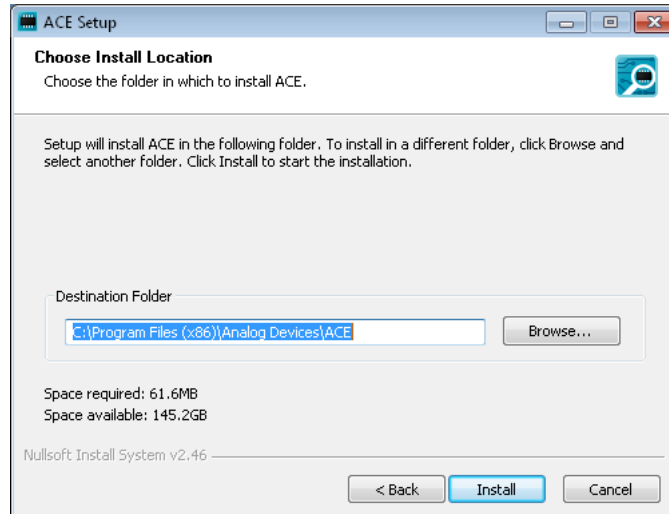 ACE Setup
Choose Install Location
Choose the folder in which to install ACE.
Setup will install ACE in the following folder. To install in a different folder, click Browse and
select another folder. Click Install to start the installation.
Destination Folder
C:\Program Files (x86)\Analog Devices\ACE
Browse...
Space required: 61.6MB
Space available: 145.2GB
Nullsoft Install System v2.46
< Back
Install
Cancel